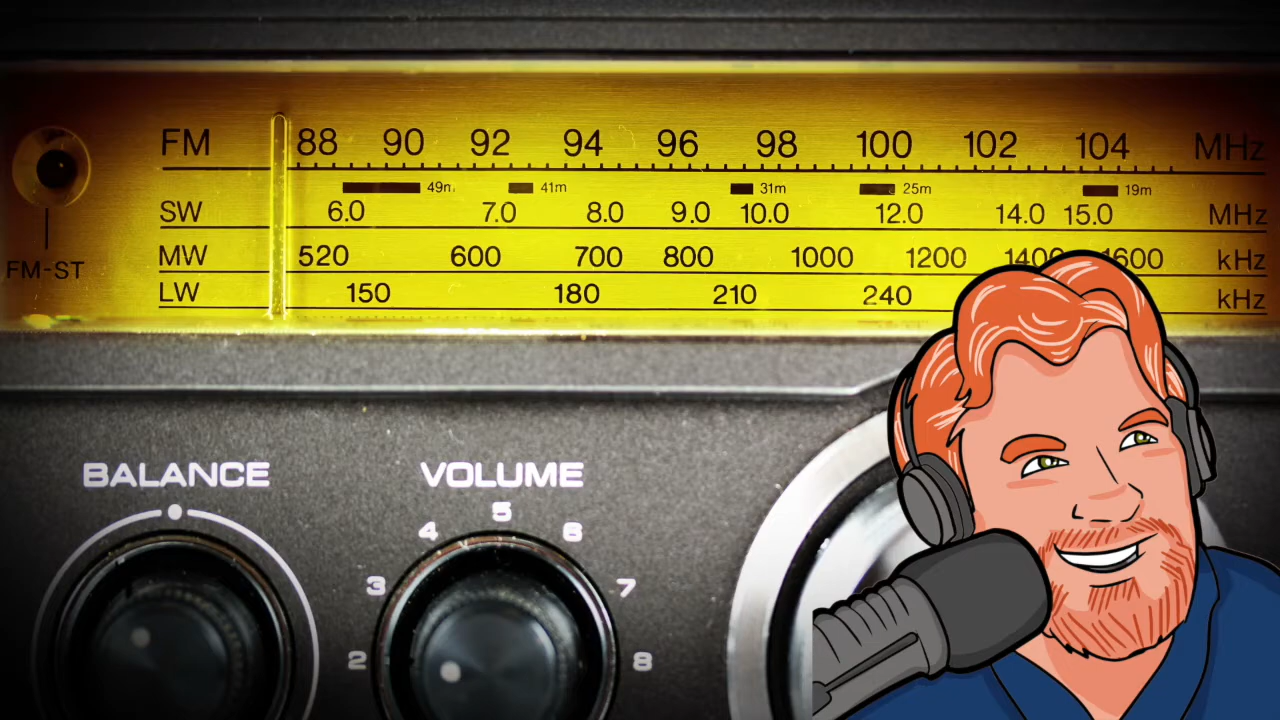 FM 88 90 92 94 96 98 100 102 104 MHz
49m 41m 31m 25m 19m
SW 6.0 7.0 8.0 9.0 10.0 12.0 14.0 15.0 MHz
MW 520 600 700 800 1000 1200 1400 1600 kHz
LW 150 180 210 240 kHz
FM-ST
BALANCE VOLUME
2 3 4 5 6 7 8